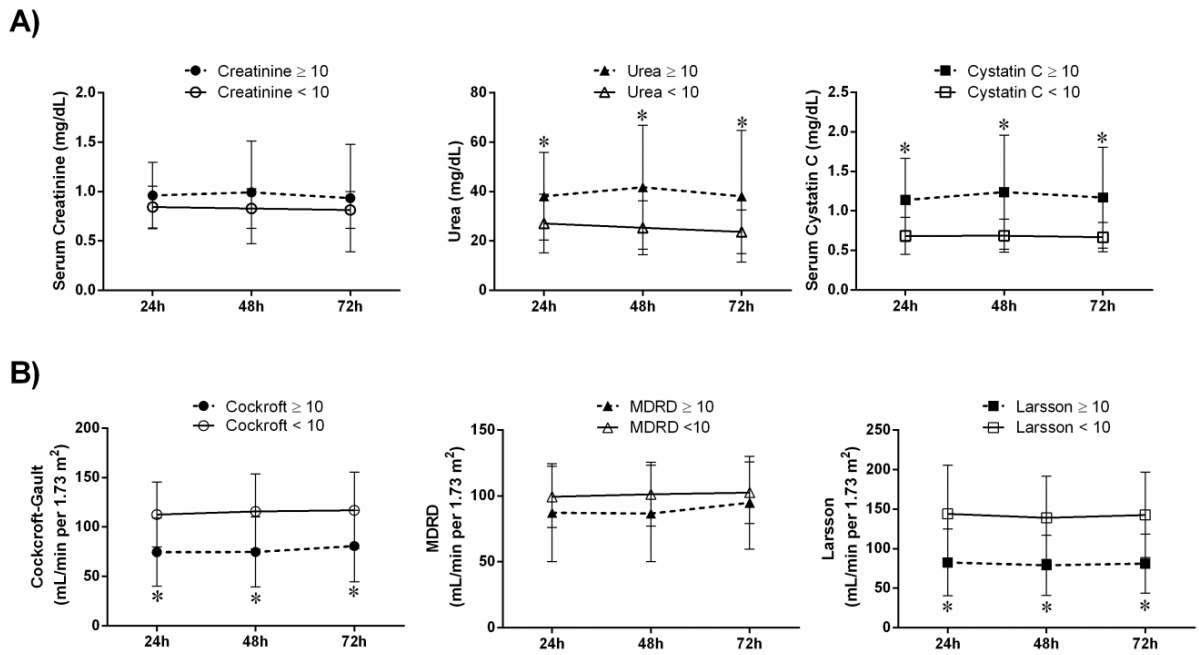 A)
Creatinine ≥ 10
Creatinine < 10
Serum Creatinine (mg/dL)
2.0
1.5
1.0
0.5
0.0
24h 48h 72h
Urea ≥ 10
Urea < 10
Urea (mg/dL)
80
60
40
20
0
* * *
24h 48h 72h
Cystatin C ≥ 10
Cystatin C < 10
Serum Cystatin C (mg/dL)
2.5
2.0
1.5
1.0
0.5
0.0
* * *
24h 48h 72h
B)
Cockroft ≥ 10
Cockroft < 10
Cockcroft-Gault
(mL/min per 1.73 m²)
200
150
100
50
0
* * *
24h 48h 72h
MDRD ≥ 10
MDRD <10
MDRD
(mL/min per 1.73 m²)
150
100
50
0
24h 48h 72h
Larsson ≥ 10
Larsson < 10
Larsson
(mL/min per 1.73 m²)
250
200
150
100
50
0
* * *
24h 48h 72h